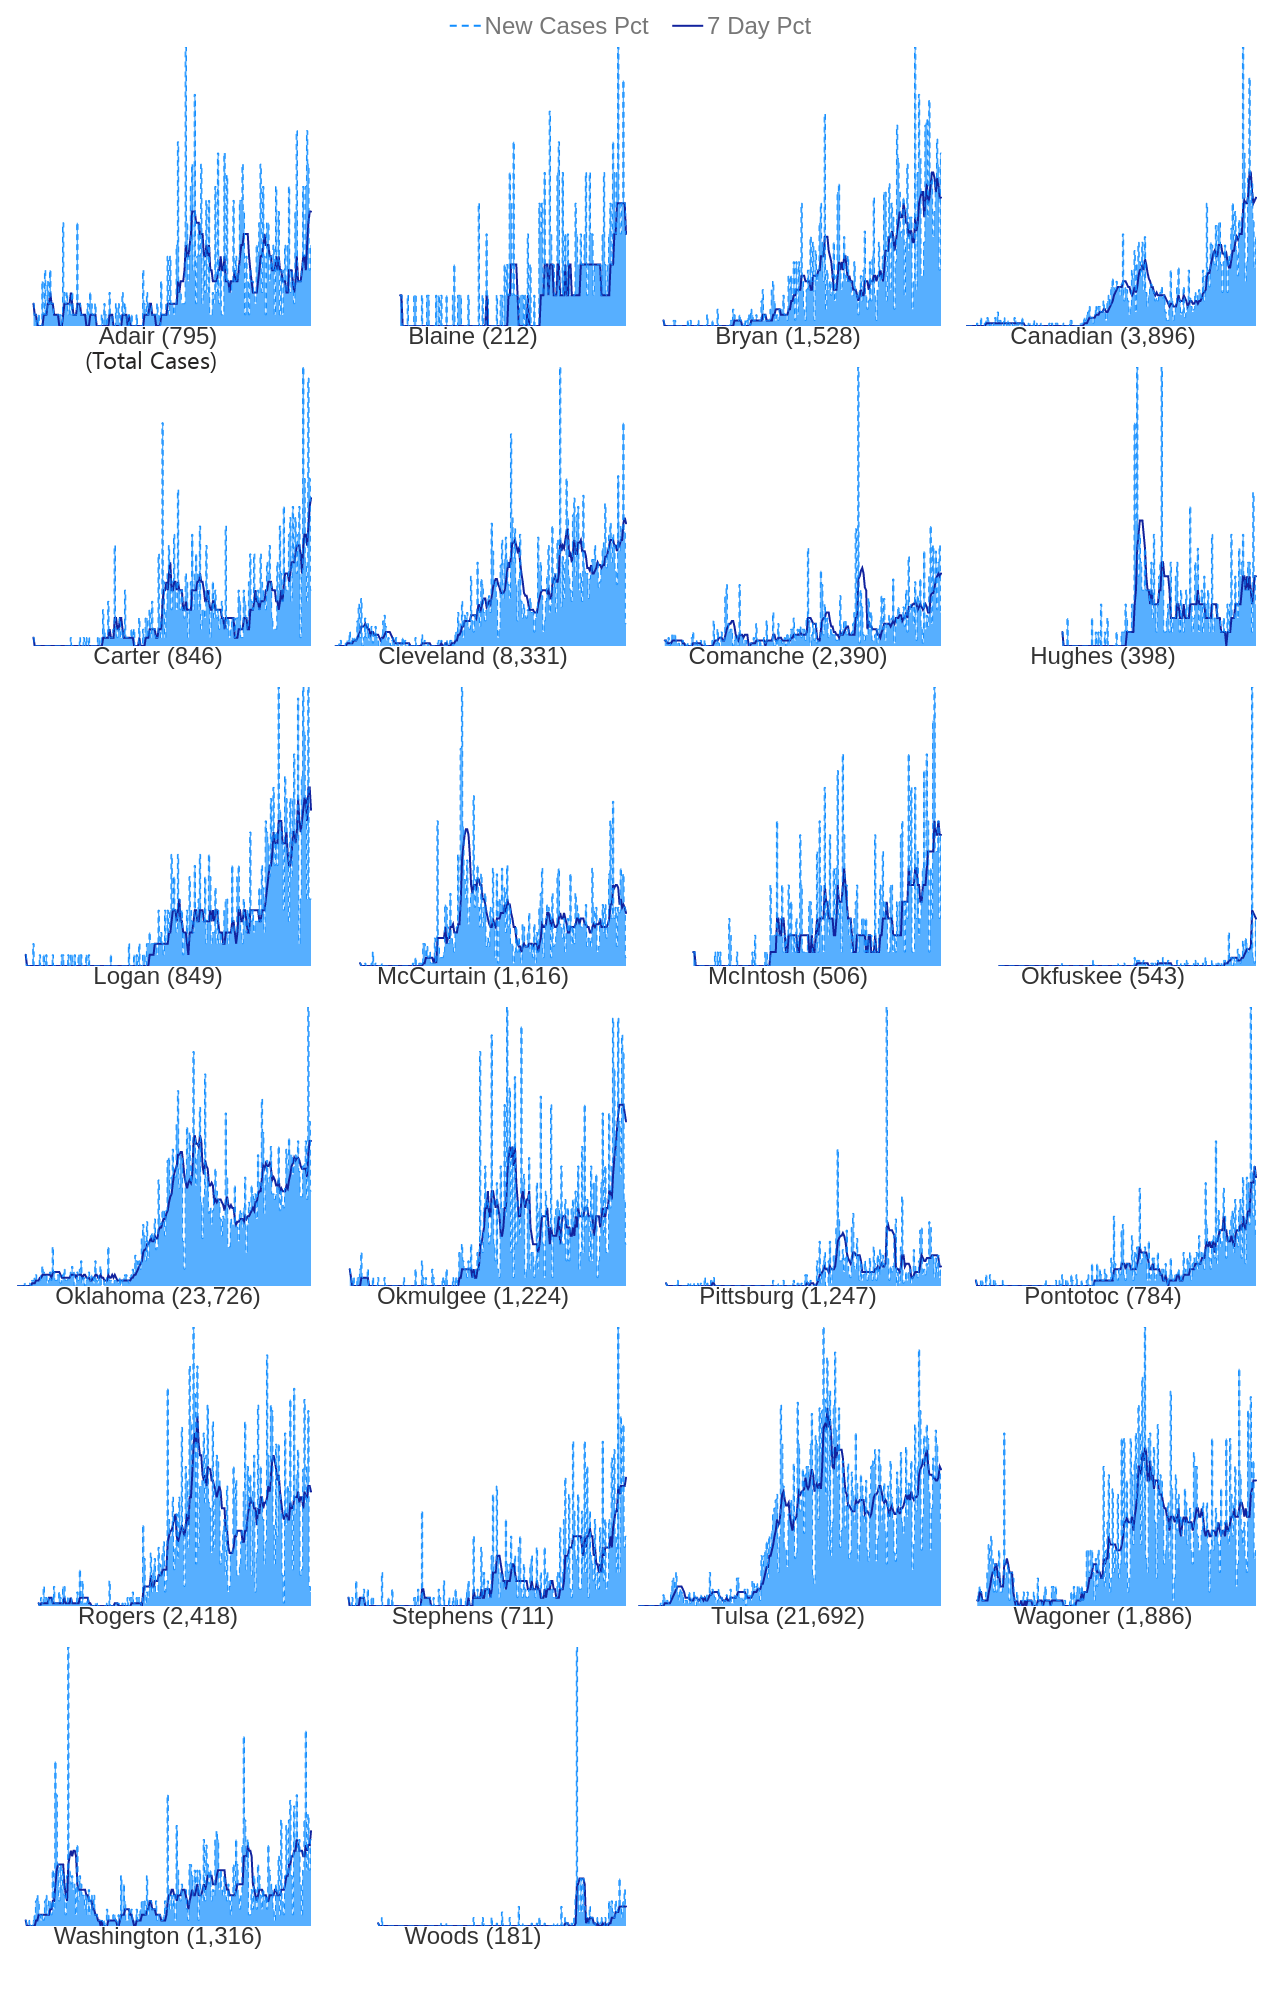 New Cases Pct 7 Day Pct
Adair (795) Blaine (212) Bryan (1,528) Canadian (3,896)
(Total Cases)
Carter (846) Cleveland (8,331) Comanche (2,390) Hughes (398)
Logan (849) McCurtain (1,616) McIntosh (506) Okfuskee (543)
Oklahoma (23,726) Okmulgee (1,224) Pittsburg (1,247) Pontotoc (784)
Rogers (2,418) Stephens (711) Tulsa (21,692) Wagoner (1,886)
Washington (1,316) Woods (181)